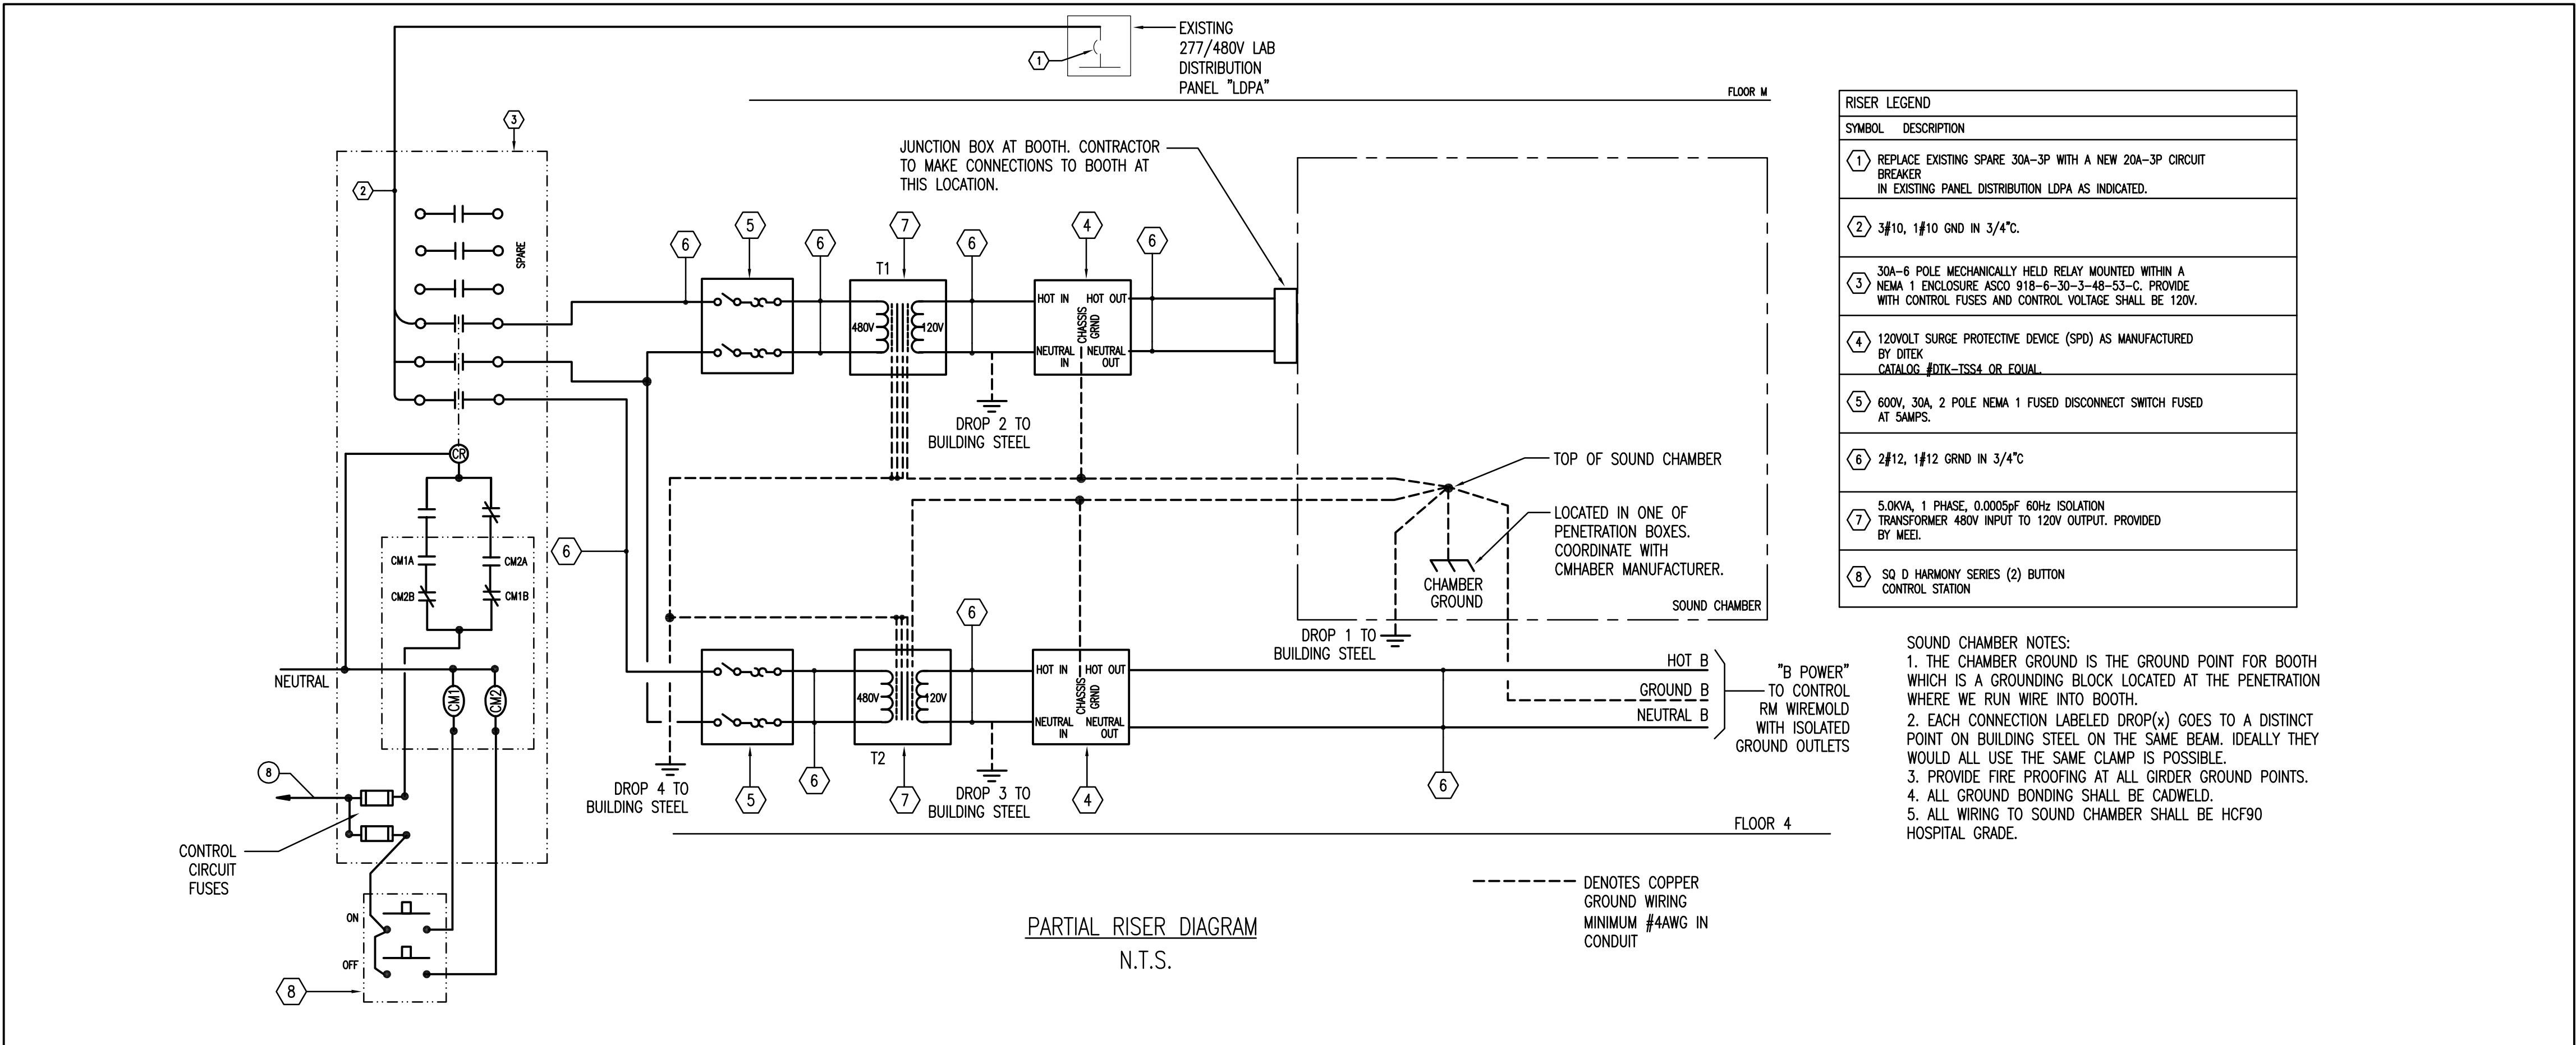 EXISTING
277/480V LAB
DISTRIBUTION
PANEL "LDPA"
1
FLOOR M
3
2
SPARE
JUNCTION BOX AT BOOTH. CONTRACTOR
TO MAKE CONNECTIONS TO BOOTH AT
THIS LOCATION.
6
5
6
7
6
4
6
T1
480V
120V
HOT IN
HOT OUT
CHASSIS
GRND
NEUTRAL
IN
NEUTRAL
OUT
DROP 2 TO
BUILDING STEEL
CR
CM1A
CM2A
CM2B
CM1B
6
NEUTRAL
CM1
CM2
8
CONTROL
CIRCUIT
FUSES
ON
OFF
8
TOP OF SOUND CHAMBER
LOCATED IN ONE OF
PENETRATION BOXES.
COORDINATE WITH
CMHABER MANUFACTURER.
CHAMBER
GROUND
SOUND CHAMBER
DROP 1 TO
BUILDING STEEL
6
480V
120V
T2
HOT IN
HOT OUT
CHASSIS
GRND
NEUTRAL
IN
NEUTRAL
OUT
HOT B
GROUND B
NEUTRAL B
"B POWER"
TO CONTROL
RM WIREMOLD
WITH ISOLATED
GROUND OUTLETS
DROP 4 TO
BUILDING STEEL
5
6
7
DROP 3 TO
BUILDING STEEL
4
6
FLOOR 4
DENOTES COPPER
GROUND WIRING
MINIMUM #4AWG IN
CONDUIT
PARTIAL RISER DIAGRAM
N.T.S.
RISER LEGEND
SYMBOL DESCRIPTION
1 REPLACE EXISTING SPARE 30A-3P WITH A NEW 20A-3P CIRCUIT
BREAKER
IN EXISTING PANEL DISTRIBUTION LDPA AS INDICATED.
2 3#10, 1#10 GND IN 3/4"C.
3 30A-6 POLE MECHANICALLY HELD RELAY MOUNTED WITHIN A
NEMA 1 ENCLOSURE ASCO 918-6-30-3-48-53-C. PROVIDE
WITH CONTROL FUSES AND CONTROL VOLTAGE SHALL BE 120V.
4 120VOLT SURGE PROTECTIVE DEVICE (SPD) AS MANUFACTURED
BY DITEK
CATALOG #DTK-TSS4 OR EQUAL.
5 600V, 30A, 2 POLE NEMA 1 FUSED DISCONNECT SWITCH FUSED
AT 5AMPS.
6 2#12, 1#12 GRND IN 3/4"C
7 5.0KVA, 1 PHASE, 0.0005pF 60Hz ISOLATION
TRANSFORMER 480V INPUT TO 120V OUTPUT. PROVIDED
BY MEEI.
8 SQ D HARMONY SERIES (2) BUTTON
CONTROL STATION
SOUND CHAMBER NOTES:
1. THE CHAMBER GROUND IS THE GROUND POINT FOR BOOTH
WHICH IS A GROUNDING BLOCK LOCATED AT THE PENETRATION
WHERE WE RUN WIRE INTO BOOTH.
2. EACH CONNECTION LABELED DROP(x) GOES TO A DISTINCT
POINT ON BUILDING STEEL ON THE SAME BEAM. IDEALLY THEY
WOULD ALL USE THE SAME CLAMP IS POSSIBLE.
3. PROVIDE FIRE PROOFING AT ALL GIRDER GROUND POINTS.
4. ALL GROUND BONDING SHALL BE CADWELD.
5. ALL WIRING TO SOUND CHAMBER SHALL BE HCF90
HOSPITAL GRADE.